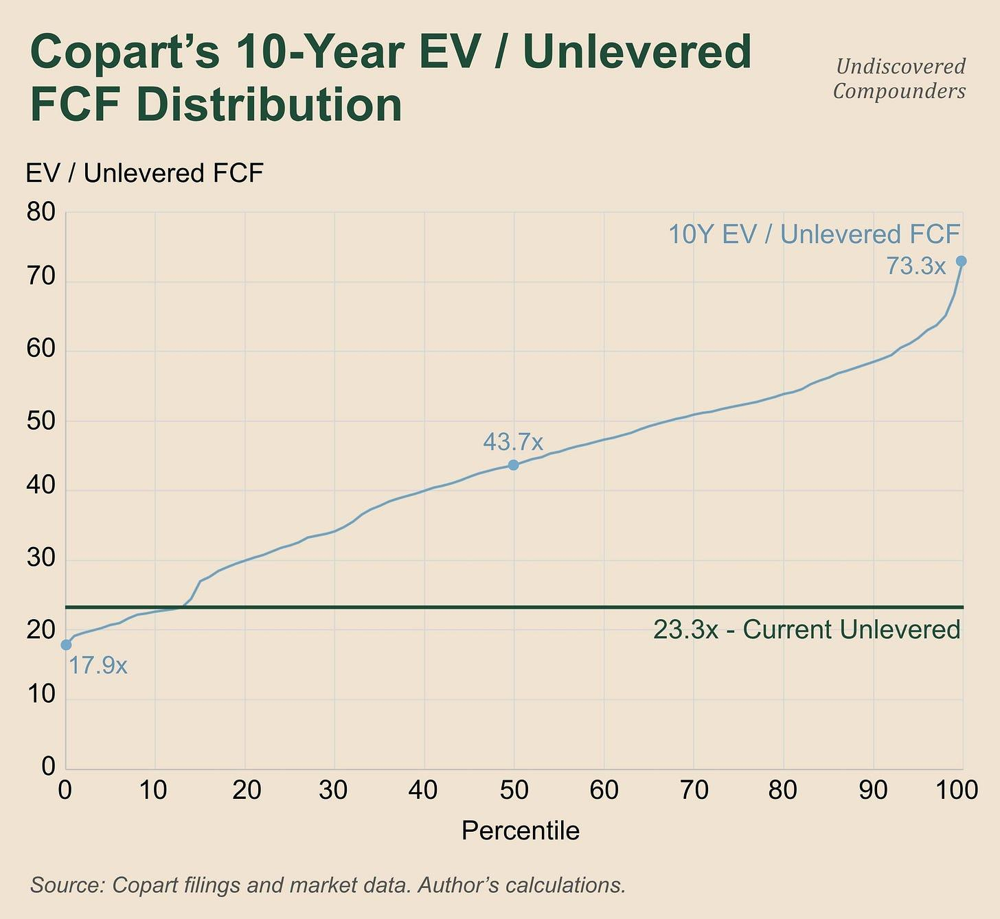 Copart’s 10-Year EV / Unlevered
FCF Distribution
Undiscovered
Compounders
EV / Unlevered FCF
80
70
60
50
40
30
20
10
0
10Y EV / Unlevered FCF
73.3x
43.7x
23.3x - Current Unlevered
17.9x
0 10 20 30 40 50 60 70 80 90 100
Percentile
Source: Copart filings and market data. Author’s calculations.